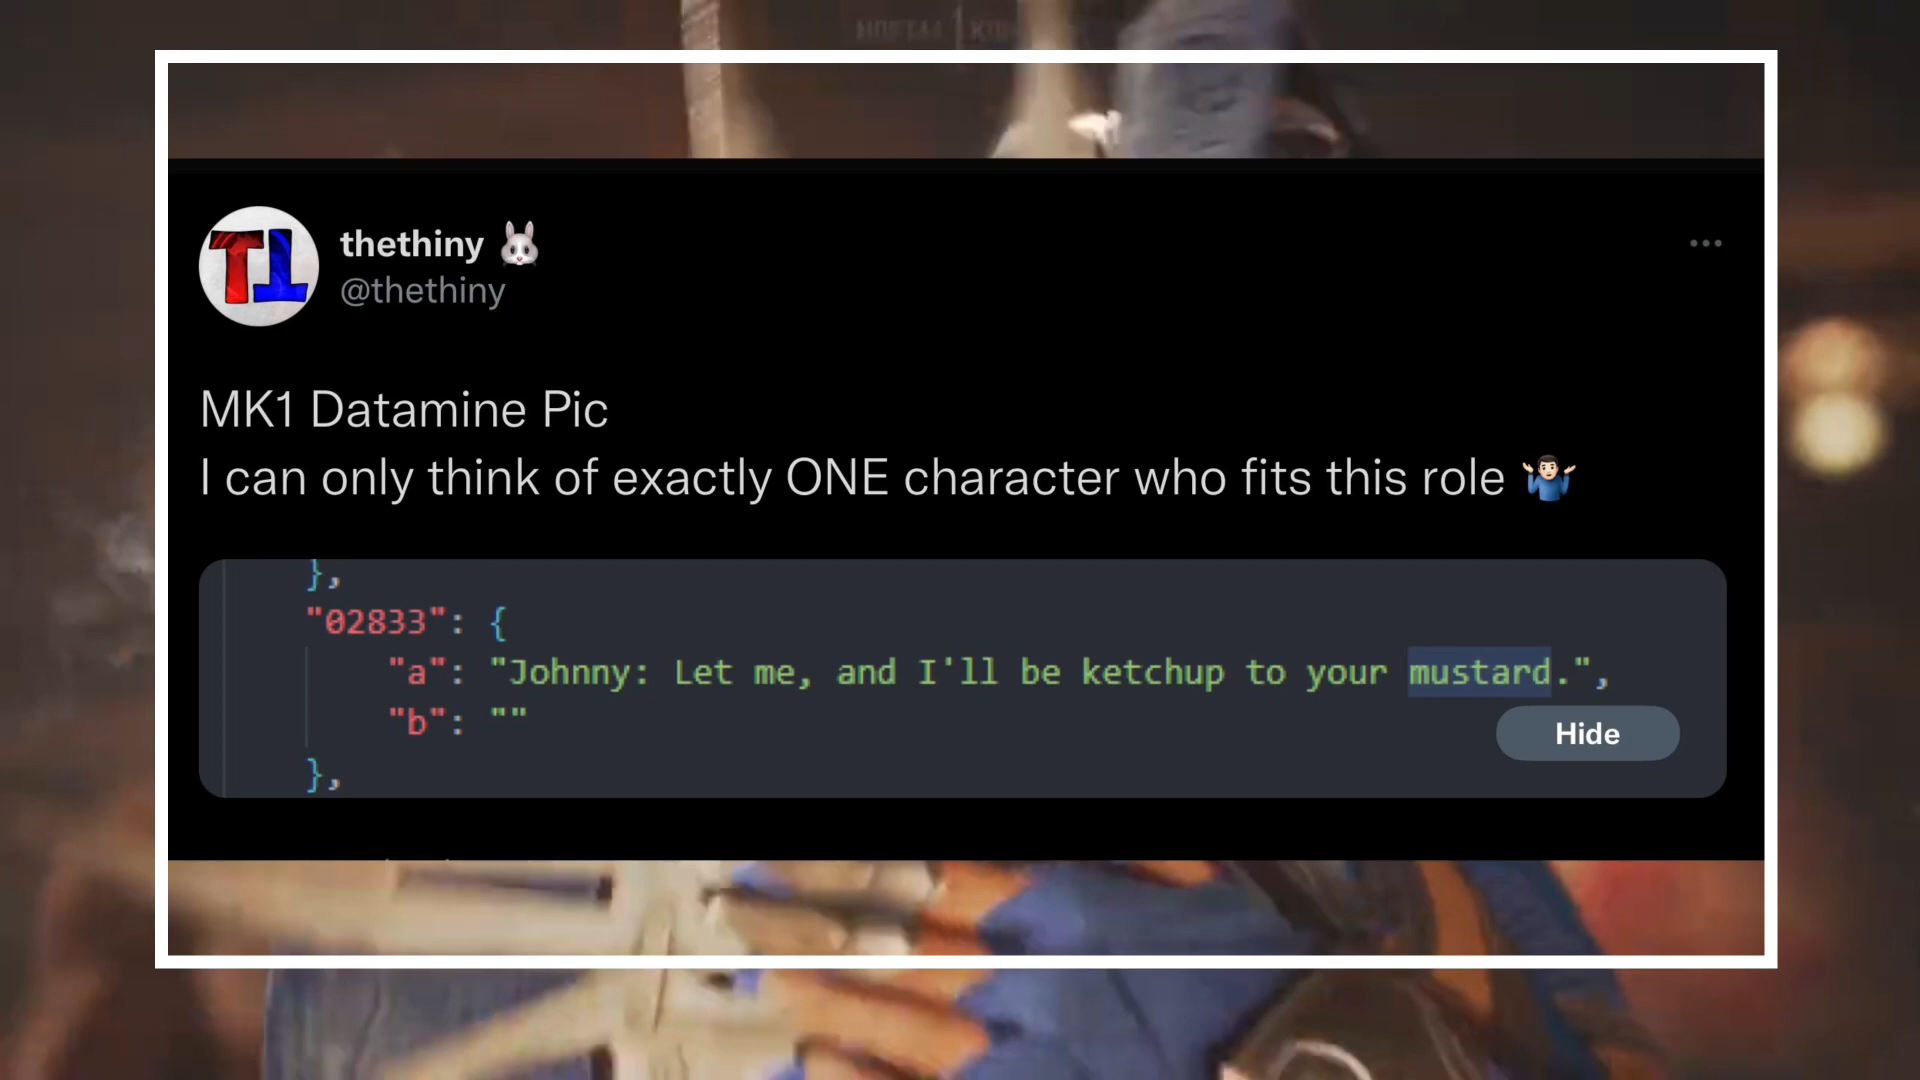 thethiny 🐰
@thethiny
MK1 Datamine Pic
I can only think of exactly ONE character who fits this role 🤷🏻‍♂️
},
"02833": {
"a": "Johnny: Let me, and I'll be ketchup to your mustard.",
"b": ""
Hide
},